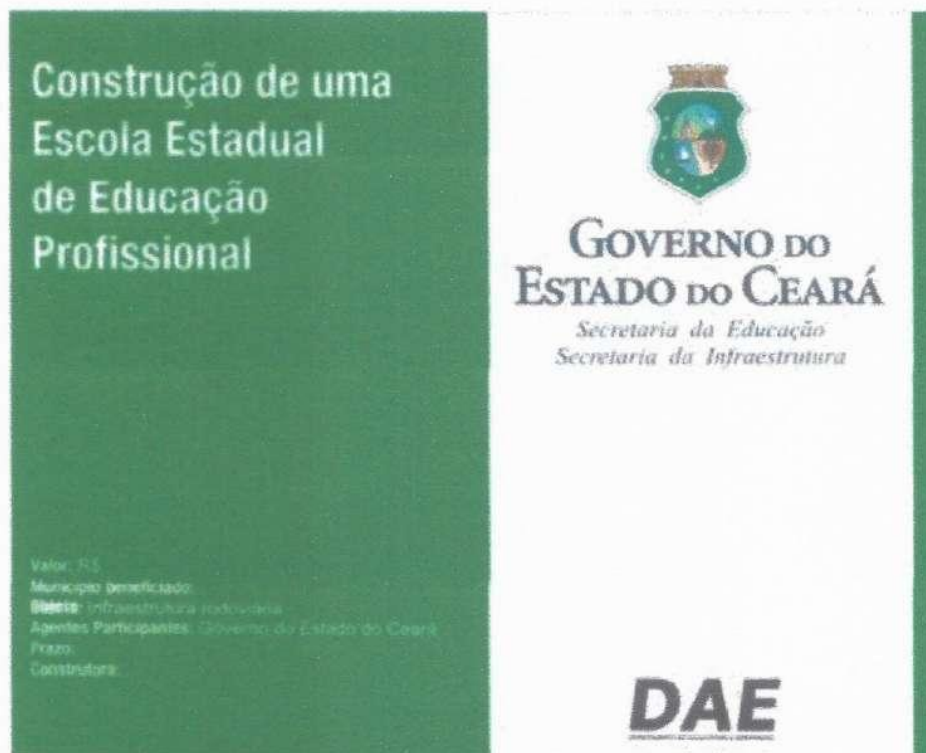 Construção de uma
Escola Estadual
de Educação
Profissional
Valor: R$
Município beneficiado:
Infraestrutura rodoviária
Agentes Participantes: Governo do Estado do Ceará
Prazo:
Construtora:
GOVERNO DO
ESTADO DO CEARÁ
Secretaria da Educação
Secretaria da Infraestrutura
DAE